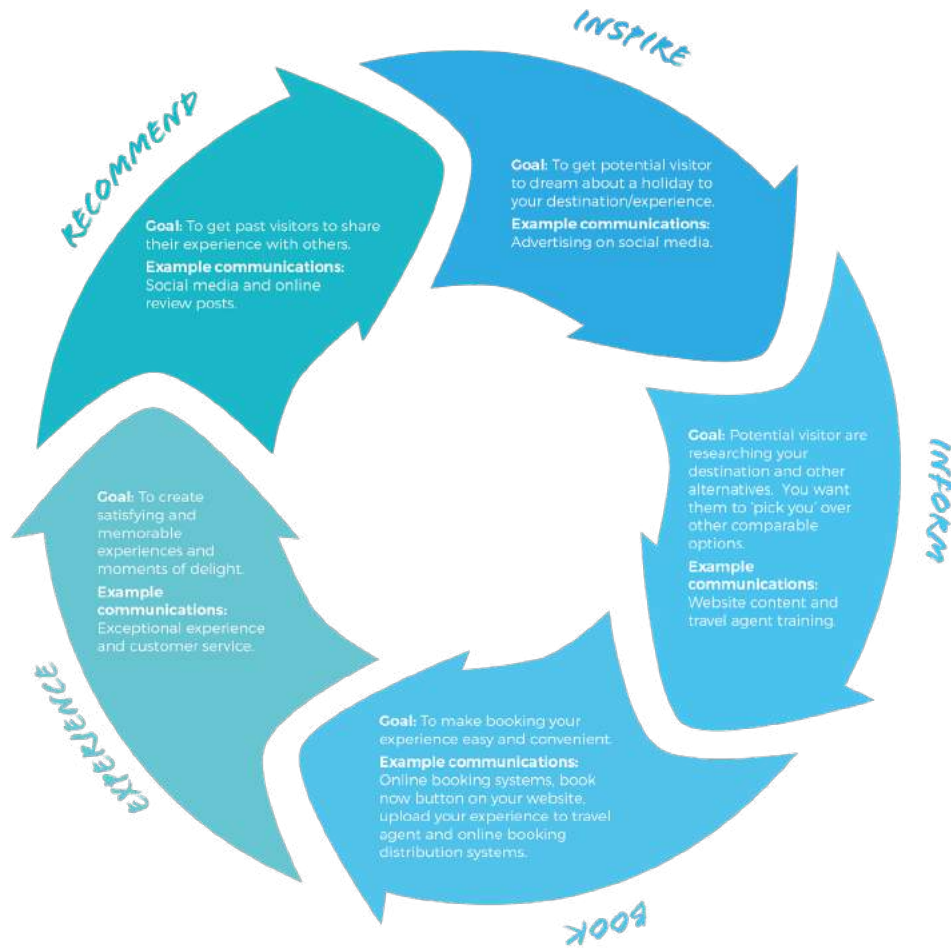 INSPIRE
Goal: To get potential visitor
to dream about a holiday to
your destination/experience.
Example communications:
Advertising on social media.
INFORM
Goal: Potential visitor are
researching your
destination and other
alternatives. You want
them to 'pick you' over
other comparable
options.
Example
communications:
Website content and
travel agent training.
BOOK
Goal: To make booking your
experience easy and convenient.
Example communications:
Online booking systems, book
now button on your website,
upload your experience to travel
agent and online booking
distribution systems.
EXPERIENCE
Goal: To create
satisfying and
memorable
experiences and
moments of delight.
Example
communications:
Exceptional experience
and customer service.
RECOMMEND
Goal: To get past visitors to share
their experience with others.
Example communications:
Social media and online
review posts.